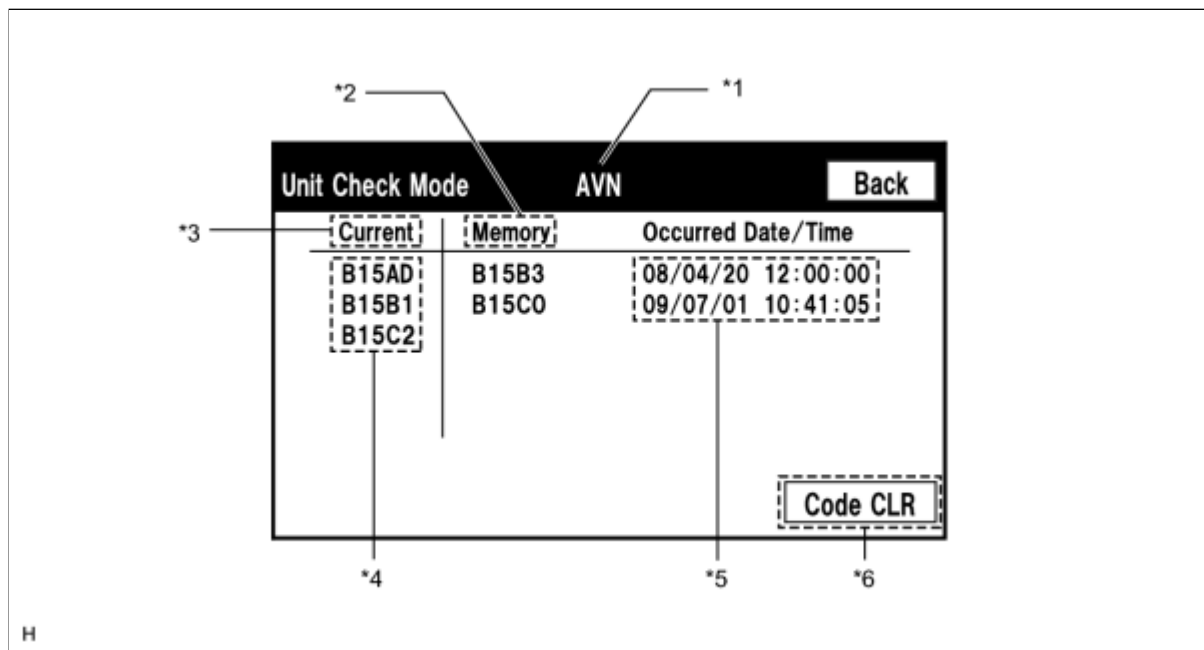 *2 *1
Unit Check Mode AVN Back
*3 Current Memory Occurred Date/Time
B15AD B15B3 08/04/20 12:00:00
B15B1 B15C0 09/07/01 10:41:05
B15C2
Code CLR
*4 *5 *6
H